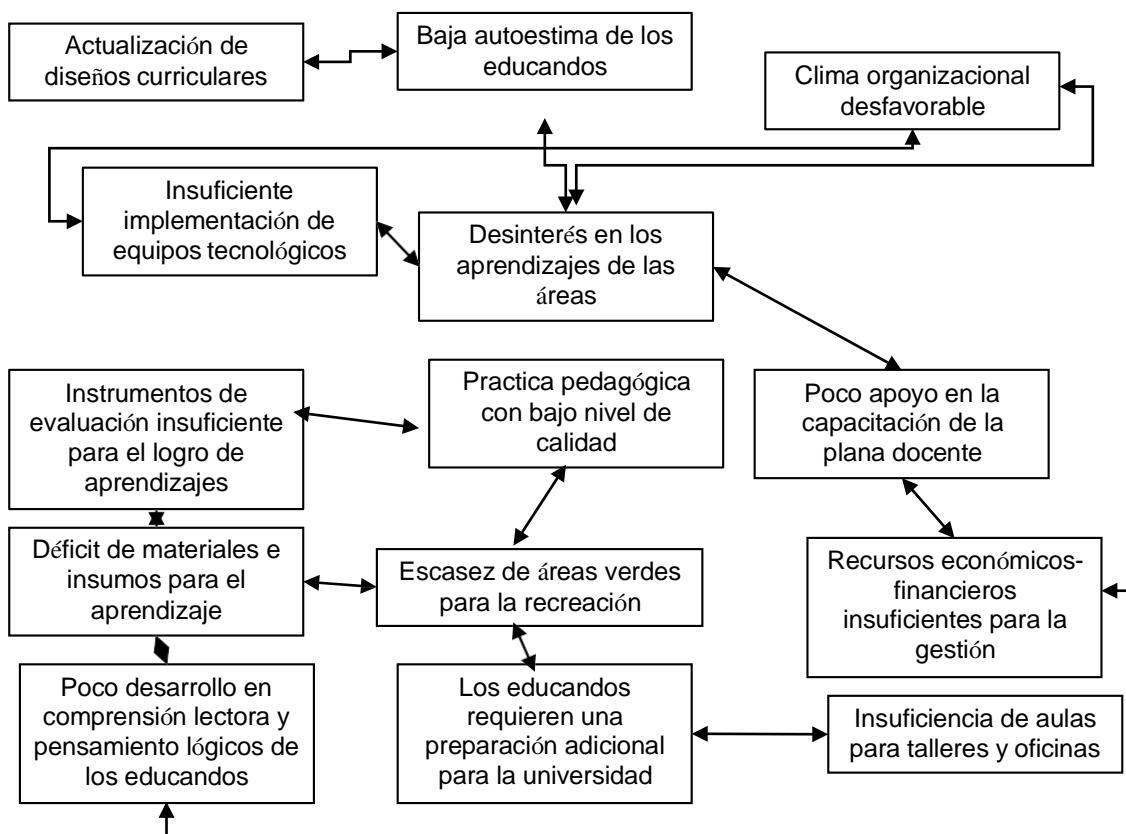 Actualización de
diseños curriculares
Baja autoestima de los
educandos
Clima organizacional
desfavorable
Insuficiente
implementación de
equipos tecnológicos
Desinterés en los
aprendizajes de las
áreas
Instrumentos de
evaluación insuficiente
para el logro de
aprendizajes
Practica pedagógica
con bajo nivel de
calidad
Poco apoyo en la
capacitación de la
plana docente
Déficit de materiales e
insumos para el
aprendizaje
Escasez de áreas verdes
para la recreación
Recursos económicos-
financieros
insuficientes para la
gestión
Poco desarrollo en
comprensión lectora y
pensamiento lógicos de
los educandos
Los educandos
requieren una
preparación adicional
para la universidad
Insuficiencia de aulas
para talleres y oficinas